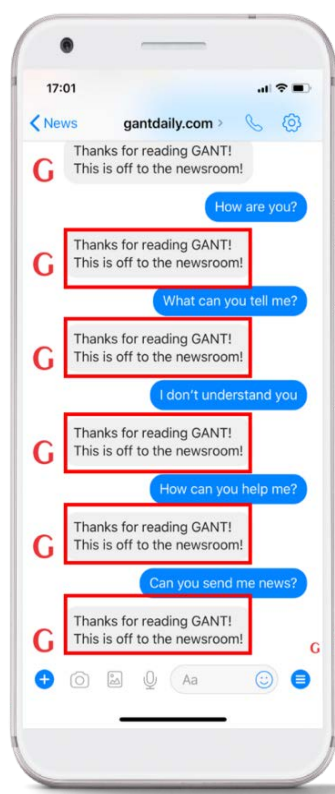 17:01
News
gantdaily.com
Thanks for reading GANT!
This is off to the newsroom!
G
How are you?
Thanks for reading GANT!
This is off to the newsroom!
G
What can you tell me?
Thanks for reading GANT!
This is off to the newsroom!
G
I don't understand you
Thanks for reading GANT!
This is off to the newsroom!
G
How can you help me?
Thanks for reading GANT!
This is off to the newsroom!
G
Can you send me news?
Thanks for reading GANT!
This is off to the newsroom!
G
G
Aa